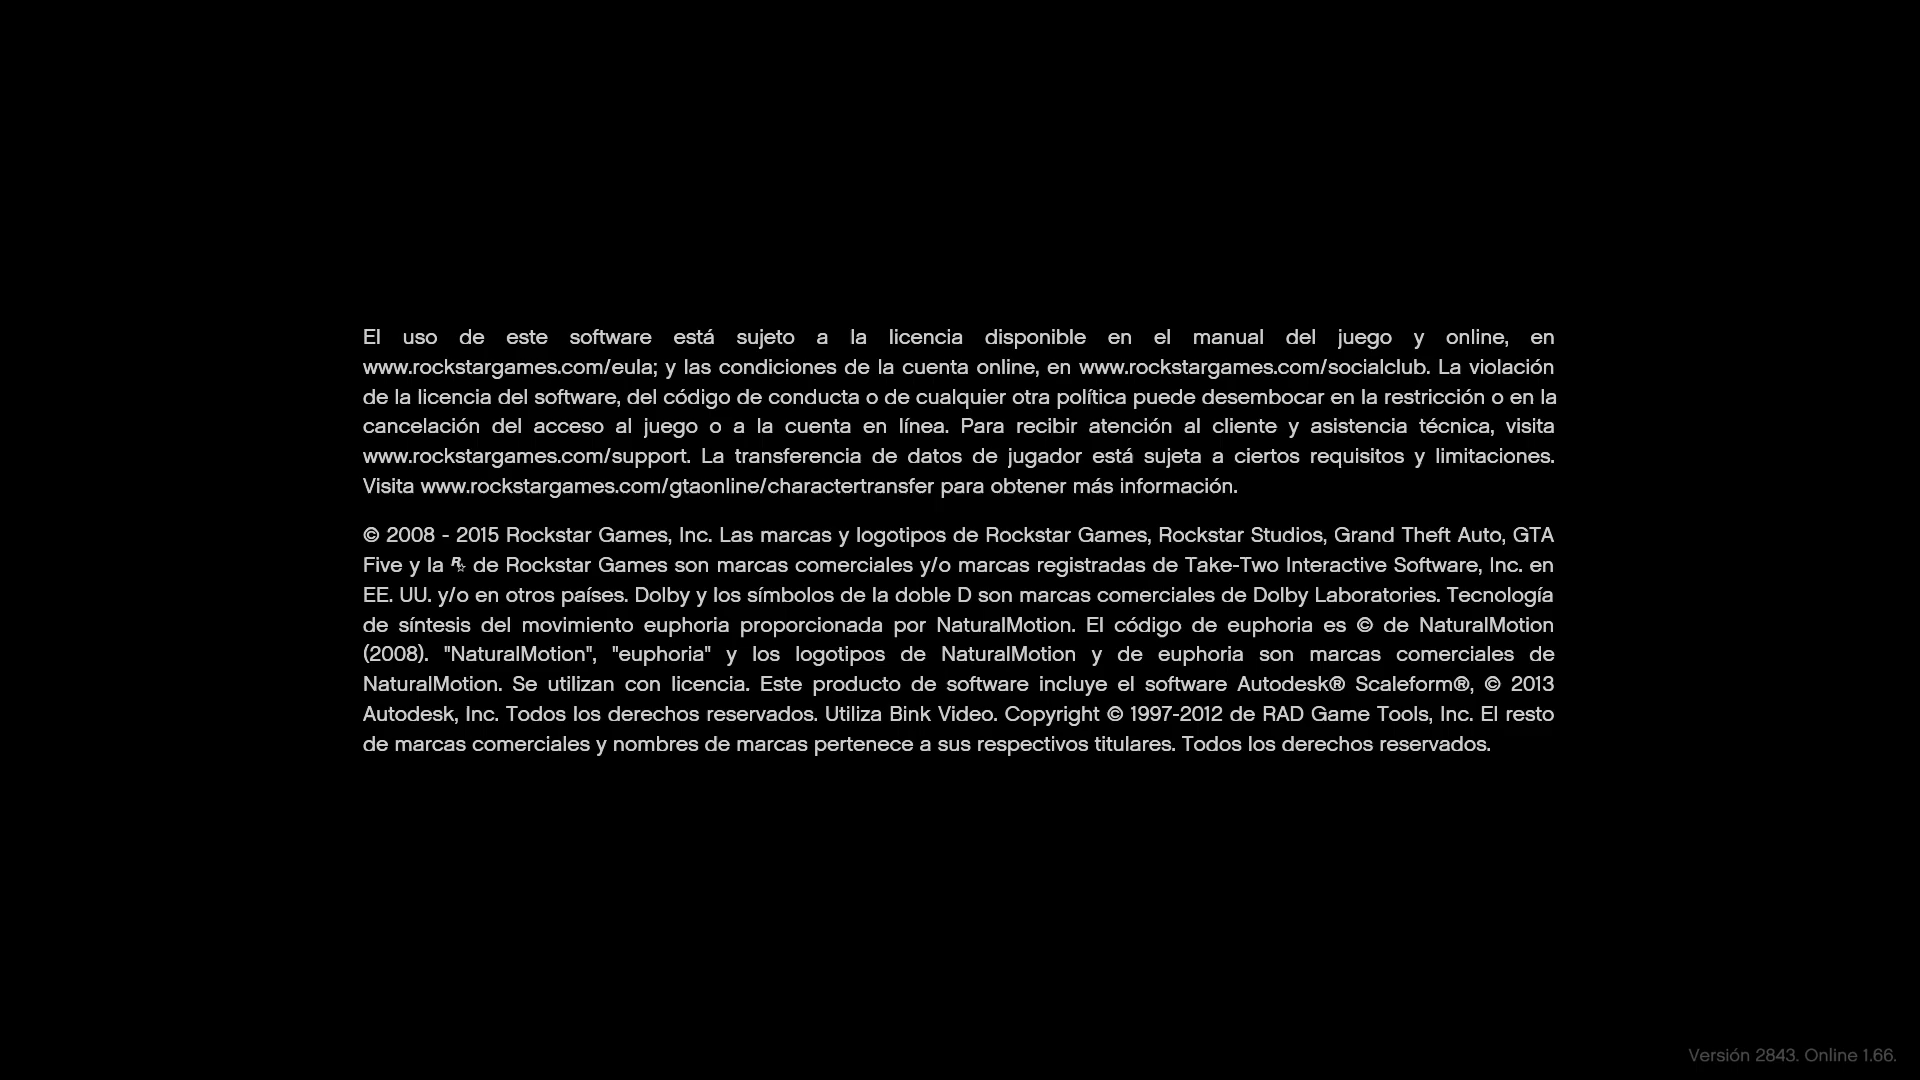 El uso de este software está sujeto a la licencia disponible en el manual del juego y online, en
www.rockstargames.com/eula; y las condiciones de la cuenta online, en www.rockstargames.com/socialclub. La violación
de la licencia del software, del código de conducta o de cualquier otra política puede desembocar en la restricción o en la
cancelación del acceso al juego o a la cuenta en línea. Para recibir atención al cliente y asistencia técnica, visita
www.rockstargames.com/support. La transferencia de datos de jugador está sujeta a ciertos requisitos y limitaciones.
Visita www.rockstargames.com/gtaonline/charactertransfer para obtener más información.
© 2008 - 2015 Rockstar Games, Inc. Las marcas y logotipos de Rockstar Games, Rockstar Studios, Grand Theft Auto, GTA
Five y la R* de Rockstar Games son marcas comerciales y/o marcas registradas de Take-Two Interactive Software, Inc. en
EE. UU. y/o en otros países. Dolby y los símbolos de la doble D son marcas comerciales de Dolby Laboratories. Tecnología
de síntesis del movimiento euphoria proporcionada por NaturalMotion. El código de euphoria es © de NaturalMotion
(2008). "NaturalMotion", "euphoria" y los logotipos de NaturalMotion y de euphoria son marcas comerciales de
NaturalMotion. Se utilizan con licencia. Este producto de software incluye el software Autodesk® Scaleform®, © 2013
Autodesk, Inc. Todos los derechos reservados. Utiliza Bink Video. Copyright © 1997-2012 de RAD Game Tools, Inc. El resto
de marcas comerciales y nombres de marcas pertenece a sus respectivos titulares. Todos los derechos reservados.
Versión 2843. Online 1.66.